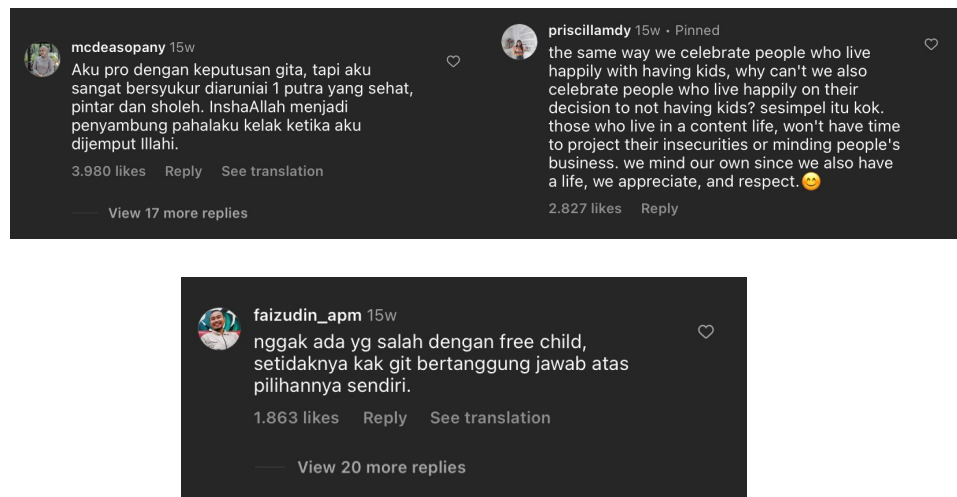 mcdeasopany 15w
Aku pro dengan keputusan gita, tapi aku
sangat bersyukur diaruniai 1 putra yang sehat,
pintar dan sholeh. InshaAllah menjadi
penyambung pahalaku kelak ketika aku
dijemput Illahi.
3.980 likes Reply See translation
View 17 more replies
priscillamdy 15w • Pinned
the same way we celebrate people who live
happily with having kids, why can't we also
celebrate people who live happily on their
decision to not having kids? sesimpel itu kok.
those who live in a content life, won't have time
to project their insecurities or minding people's
business. we mind our own since we also have
a life, we appreciate, and respect.😊
2.827 likes Reply
faizudin_apm 15w
nggak ada yg salah dengan free child,
setidaknya kak git bertanggung jawab atas
pilihannya sendiri.
1.863 likes Reply See translation
View 20 more replies